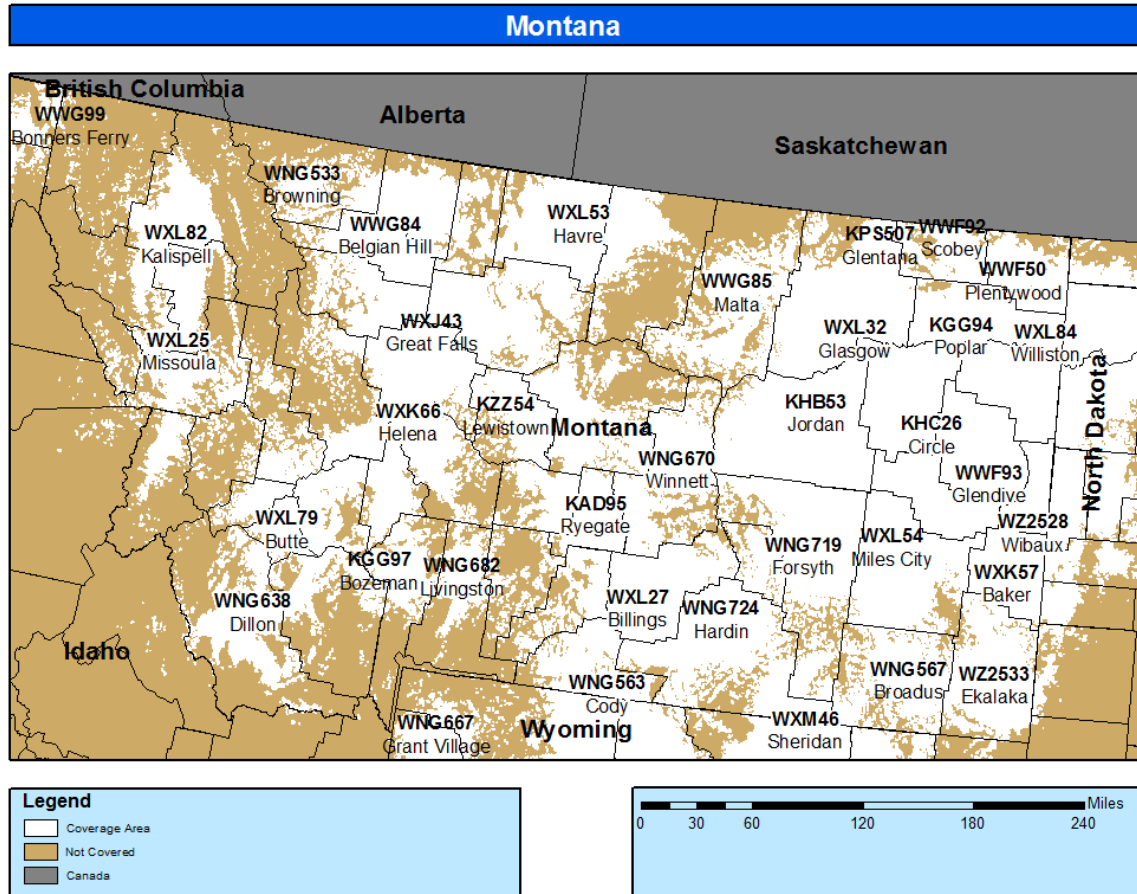 Montana
British Columbia
Alberta
Saskatchewan
WWG99
Bonners Ferry
WNG533
Browning
WXL82
Kalispell
WWG84
Belgian Hill
WXL53
Havre
KPS507
Glentana
WWF92
Scobey
WWG85
Malta
WWF50
Plentywood
WXL25
Missoula
WXJ43
Great Falls
WXL32
Glasgow
KGG94
Poplar
WXL84
Williston
North Dakota
WXK66
Helena
KZZ54
Lewistown
Montana
KHB53
Jordan
KHC26
Circle
WNG670
Winnett
WWF93
Glendive
WXL79
Butte
KAD95
Ryegate
WZ2528
Wibaux
KGG97
Bozeman
WNG682
Livingston
WNG719
Forsyth
WXL54
Miles City
WXK57
Baker
WNG638
Dillon
WXL27
Billings
WNG724
Hardin
Idaho
WNG563
Cody
WNG567
Broadus
WZ2533
Ekalaka
WNG667
Grant Village
Wyoming
WXM46
Sheridan
Legend
Coverage Area
Not Covered
Canada
Miles
0 30 60 120 180 240